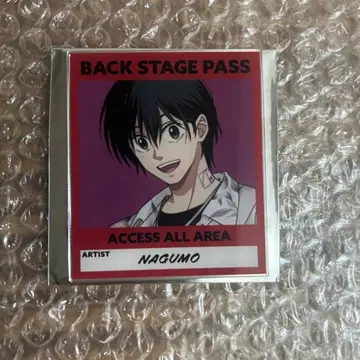 BACK STAGE PASS
ACCESS ALL AREA
ARTIST
NAGUMO